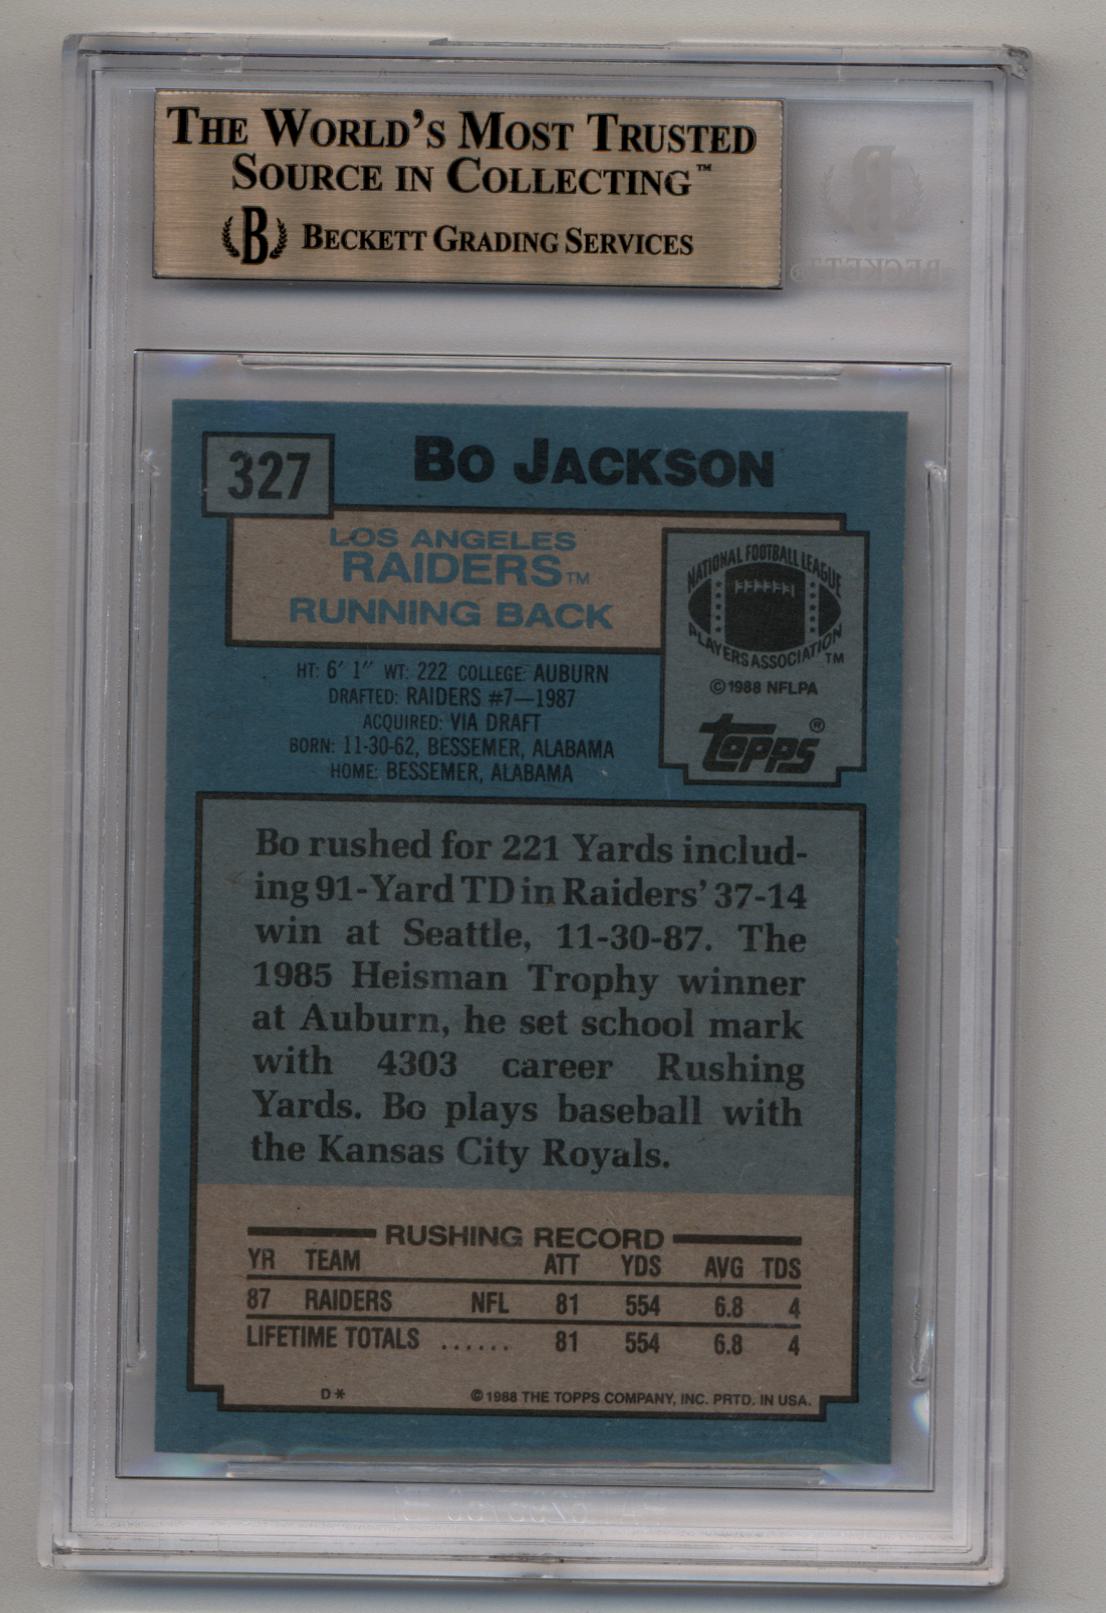 THE WORLD'S MOST TRUSTED
SOURCE IN COLLECTING™
B BECKETT GRADING SERVICES
B
BECKETT®
327
BO JACKSON
LOS ANGELES
RAIDERS™
RUNNING BACK
NATIONAL FOOTBALL LEAGUE
PLAYERS ASSOCIATION™
©1988 NFLPA
topps®
HT: 6' 1" WT: 222 COLLEGE: AUBURN
DRAFTED: RAIDERS #7—1987
ACQUIRED: VIA DRAFT
BORN: 11-30-62, BESSEMER, ALABAMA
HOME: BESSEMER, ALABAMA
Bo rushed for 221 Yards includ-
ing 91-Yard TD in Raiders' 37-14
win at Seattle, 11-30-87. The
1985 Heisman Trophy winner
at Auburn, he set school mark
with 4303 career Rushing
Yards. Bo plays baseball with
the Kansas City Royals.
RUSHING RECORD
YR TEAM ATT YDS AVG TDS
87 RAIDERS NFL 81 554 6.8 4
LIFETIME TOTALS ...... 81 554 6.8 4
D* ©1988 THE TOPPS COMPANY, INC. PRTD. IN USA.